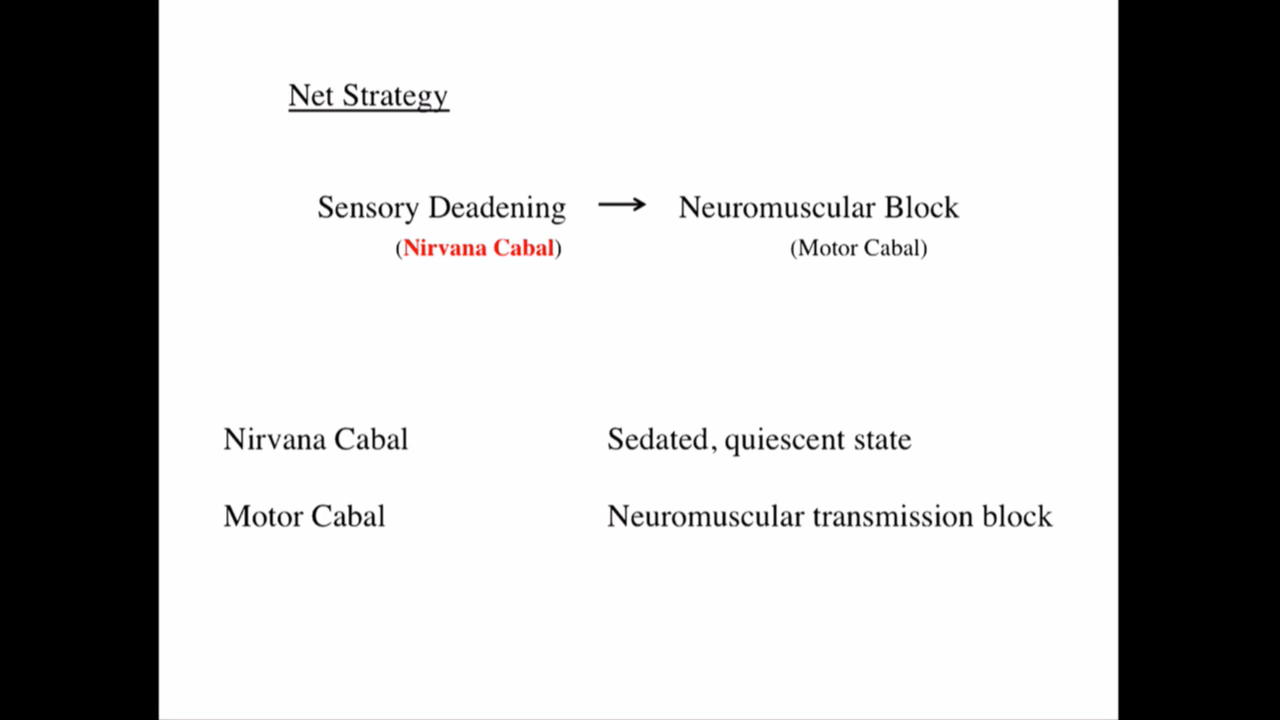 Net Strategy
Sensory Deadening → Neuromuscular Block
(Nirvana Cabal) (Motor Cabal)
Nirvana Cabal Sedated, quiescent state
Motor Cabal Neuromuscular transmission block